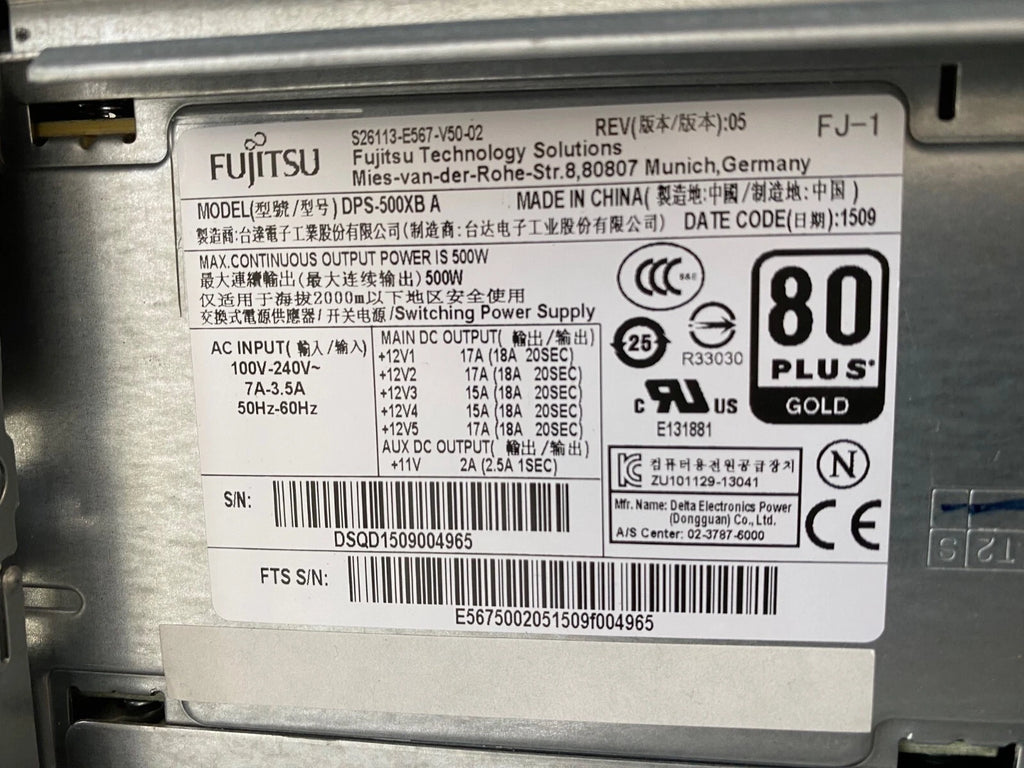 FUJITSU
S26113-E567-V50-02
REV(版本/版本):05
FJ-1
Fujitsu Technology Solutions
Mies-van-der-Rohe-Str.8,80807 Munich,Germany
MODEL(型號/型号) DPS-500XB A
MADE IN CHINA( 製造地:中國/制造地:中国 )
製造商:台達電子工業股份有限公司(制造商:台达电子工业股份有限公司)
DATE CODE(日期):1509
MAX.CONTINUOUS OUTPUT POWER IS 500W
最大連續輸出(最大连续输出) 500W
仅适用于海拔2000m以下地区安全使用
交換式電源供應器/开关电源/Switching Power Supply
AC INPUT( 輸入/输入)
100V-240V~
7A-3.5A
50Hz-60Hz
MAIN DC OUTPUT( 輸出/输出)
+12V1 17A (18A 20SEC)
+12V2 17A (18A 20SEC)
+12V3 15A (18A 20SEC)
+12V4 15A (18A 20SEC)
+12V5 17A (18A 20SEC)
AUX DC OUTPUT( 輸出/输出)
+11V 2A (2.5A 1SEC)
CCC S&E
25
R33030
c RU US
E131881
80
PLUS
GOLD
컴퓨터용전원공급장치
ZU101129-13041
N
Mfr. Name: Delta Electronics Power
(Dongguan) Co., Ltd.
A/S Center: 02-3787-6000
CE
S/N:
DSQD1509004965
FTS S/N:
E5675002051509f004965